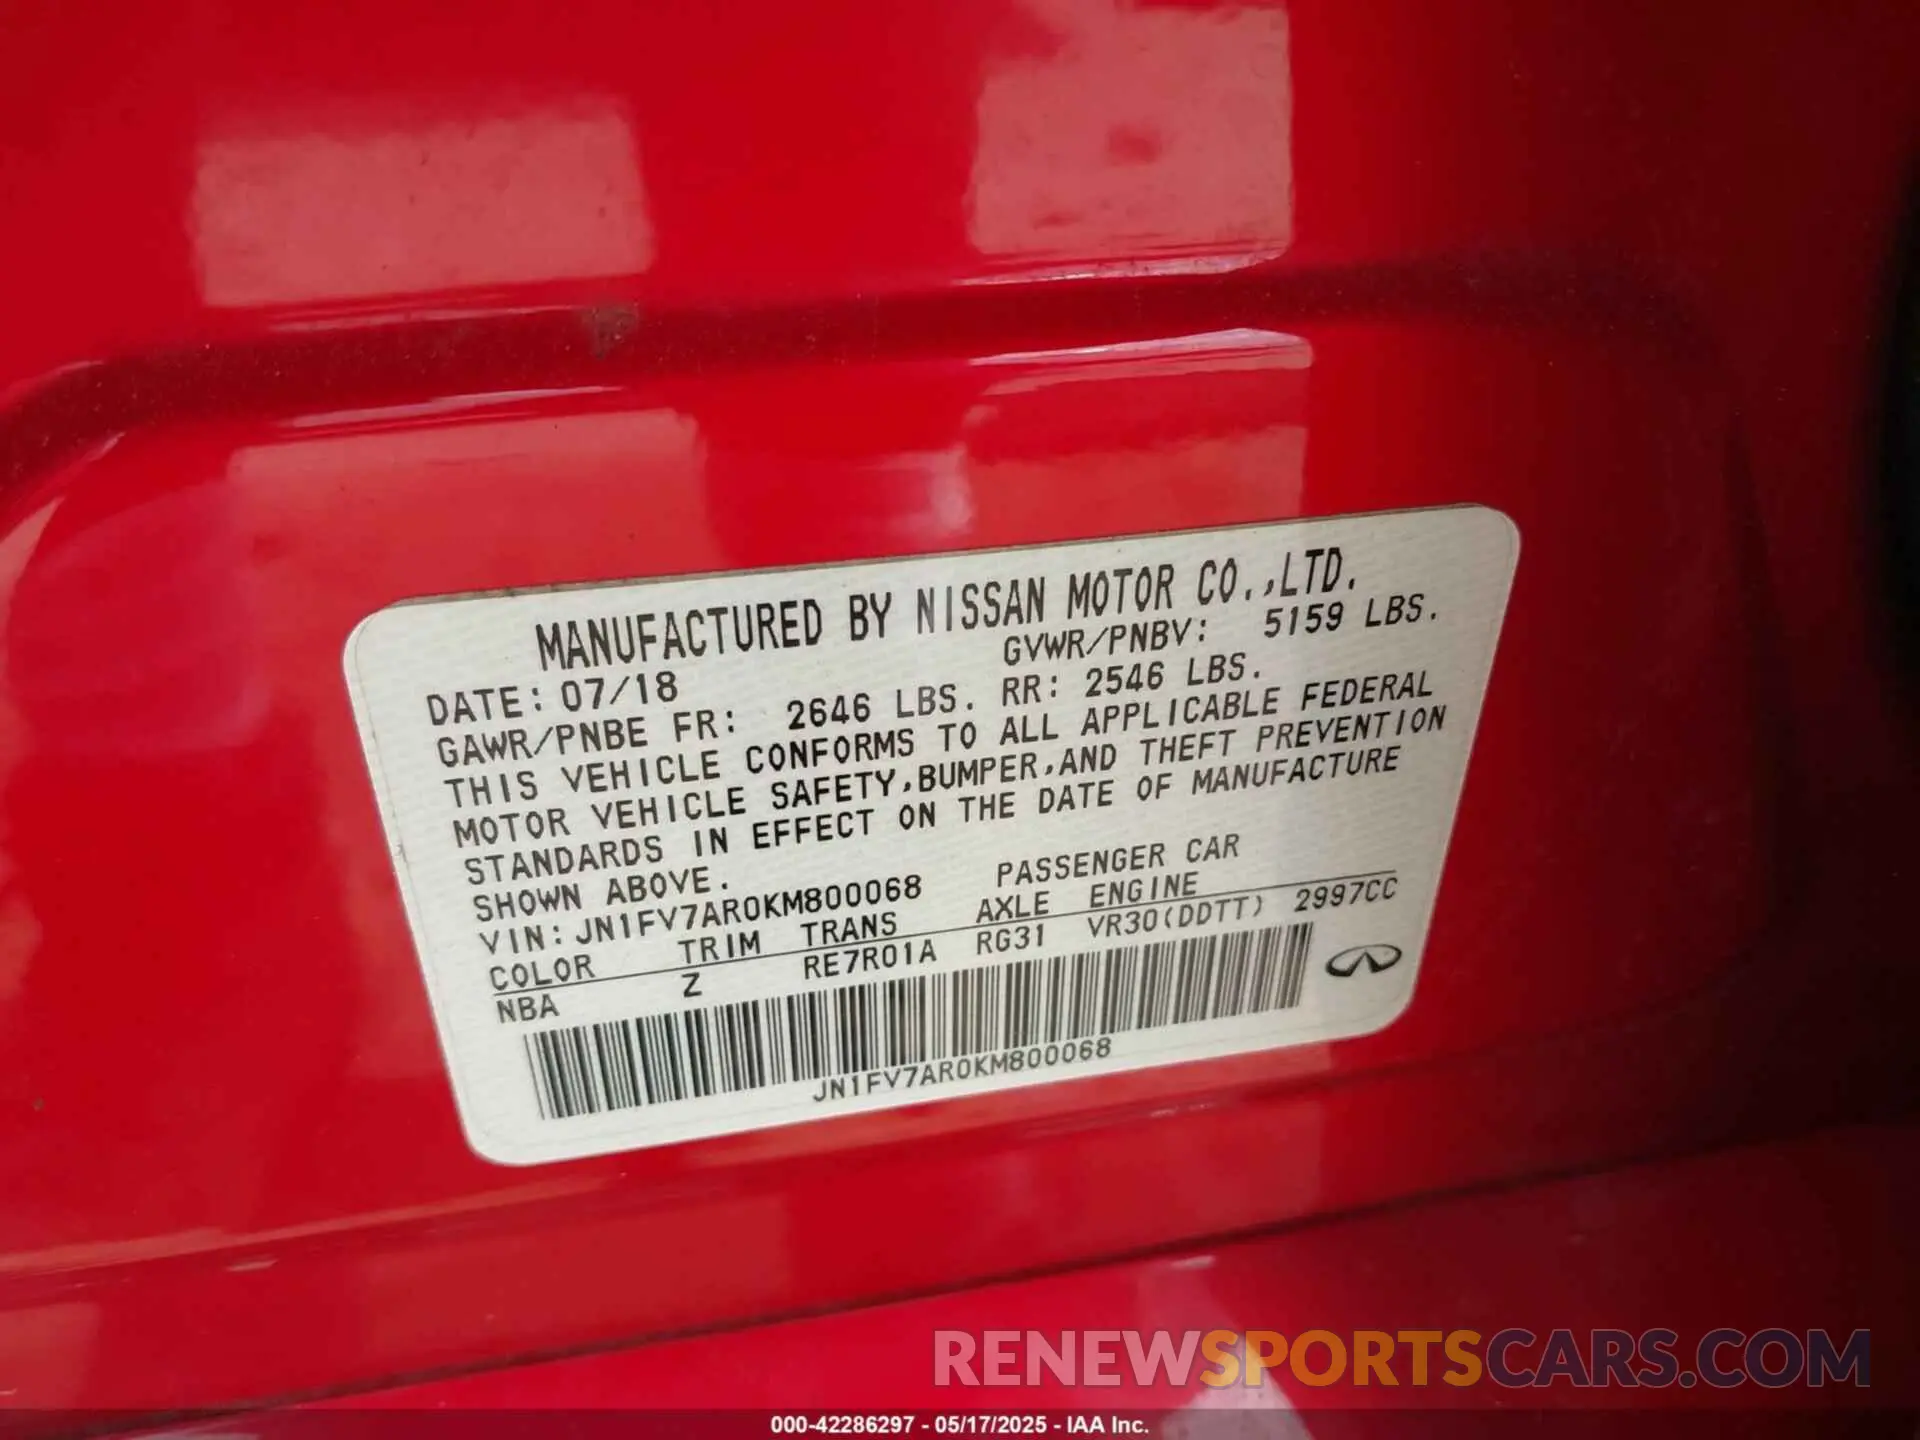 MANUFACTURED BY NISSAN MOTOR CO.,LTD.
DATE: 07/18 GVWR/PNBV: 5159 LBS.
GAWR/PNBE FR: 2646 LBS. RR: 2546 LBS.
THIS VEHICLE CONFORMS TO ALL APPLICABLE FEDERAL
MOTOR VEHICLE SAFETY,BUMPER,AND THEFT PREVENTION
STANDARDS IN EFFECT ON THE DATE OF MANUFACTURE
SHOWN ABOVE.
VIN: JN1FV7AR0KM800068 PASSENGER CAR
COLOR TRIM TRANS AXLE ENGINE
NBA Z RE7R01A RG31 VR30(DDTT) 2997CC
JN1FV7AR0KM800068
RENEWSPORTSCARS.COM
000-42286297 - 05/17/2025 - IAA Inc.